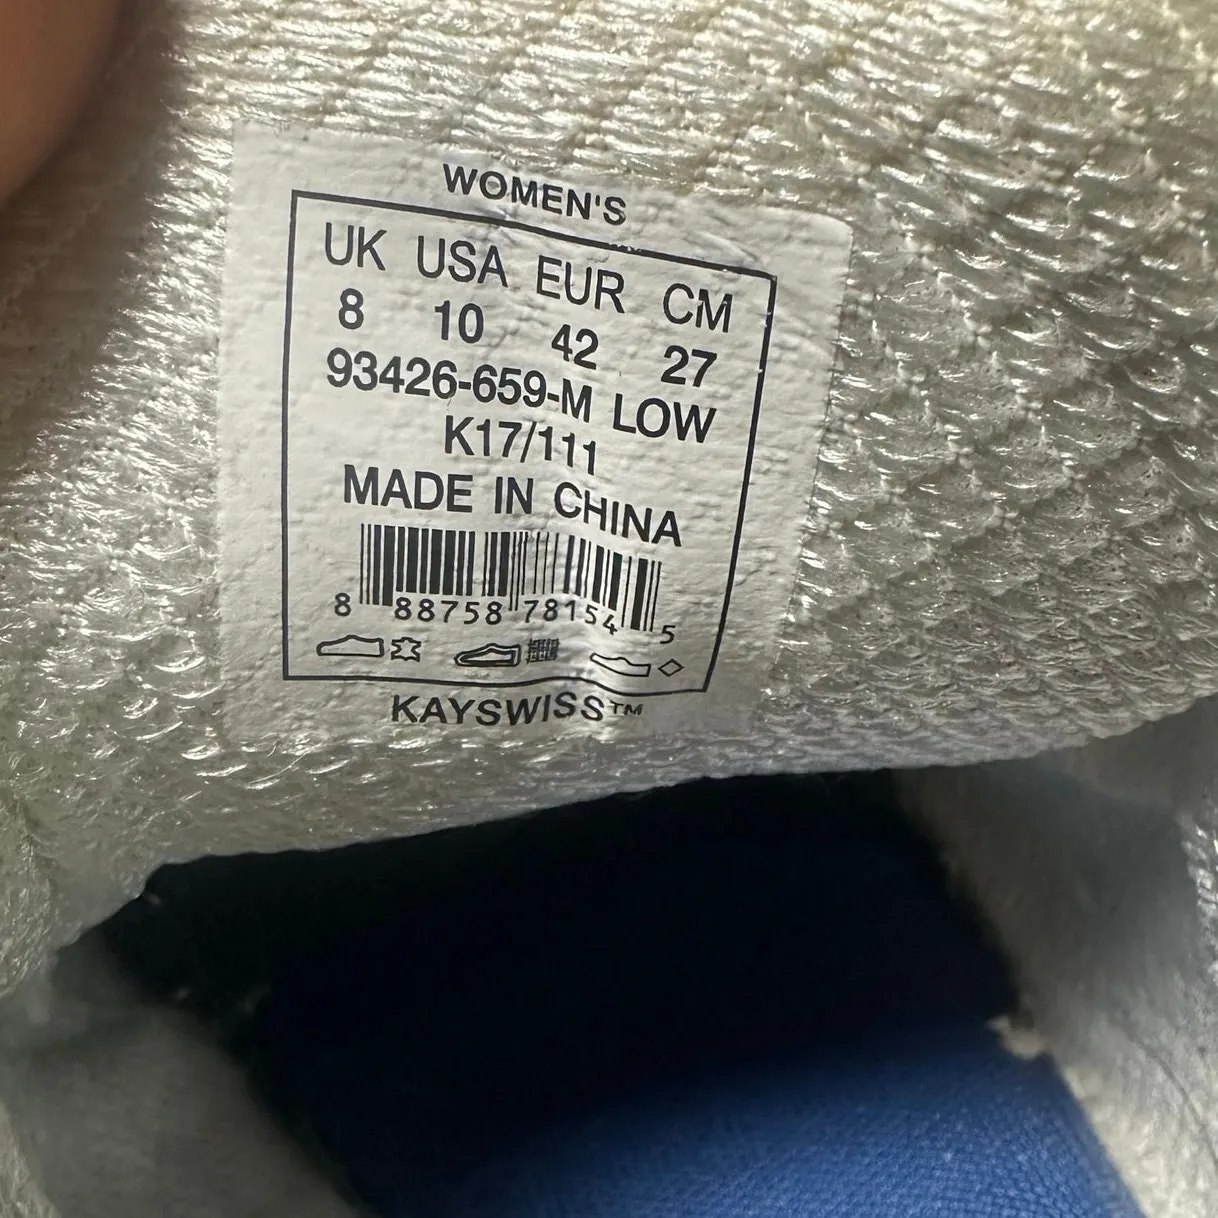 WOMEN'S
UK USA EUR CM
8 10 42 27
93426-659-M LOW
K17/111
MADE IN CHINA
8 88758 78154 5
KAYSWISS™